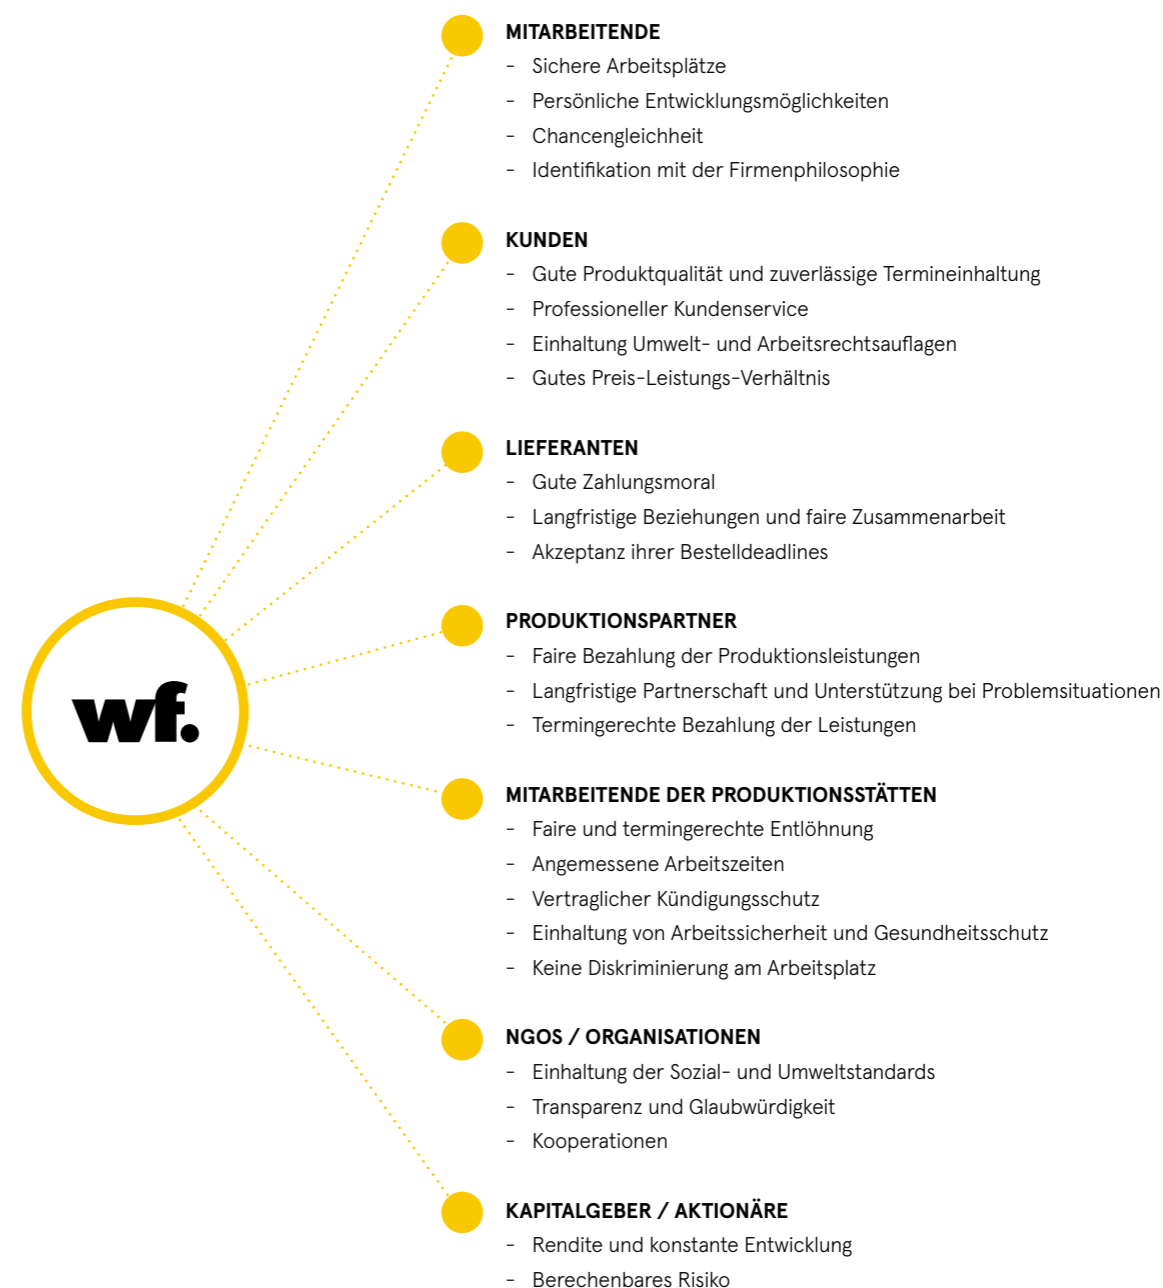 MITARBEITENDE
- Sichere Arbeitsplätze
- Persönliche Entwicklungsmöglichkeiten
- Chancengleichheit
- Identifikation mit der Firmenphilosophie
KUNDEN
- Gute Produktqualität und zuverlässige Termineinhaltung
- Professioneller Kundenservice
- Einhaltung Umwelt- und Arbeitsrechtsauflagen
- Gutes Preis-Leistungs-Verhältnis
LIEFERANTEN
- Gute Zahlungsmoral
- Langfristige Beziehungen und faire Zusammenarbeit
- Akzeptanz ihrer Bestelldeadlines
wf.
PRODUKTIONSPARTNER
- Faire Bezahlung der Produktionsleistungen
- Langfristige Partnerschaft und Unterstützung bei Problemsituationen
- Termingerechte Bezahlung der Leistungen
MITARBEITENDE DER PRODUKTIONSSTÄTTEN
- Faire und termingerechte Entlöhnung
- Angemessene Arbeitszeiten
- Vertraglicher Kündigungsschutz
- Einhaltung von Arbeitssicherheit und Gesundheitsschutz
- Keine Diskriminierung am Arbeitsplatz
NGOS / ORGANISATIONEN
- Einhaltung der Sozial- und Umweltstandards
- Transparenz und Glaubwürdigkeit
- Kooperationen
KAPITALGEBER / AKTIONÄRE
- Rendite und konstante Entwicklung
- Berechenbares Risiko